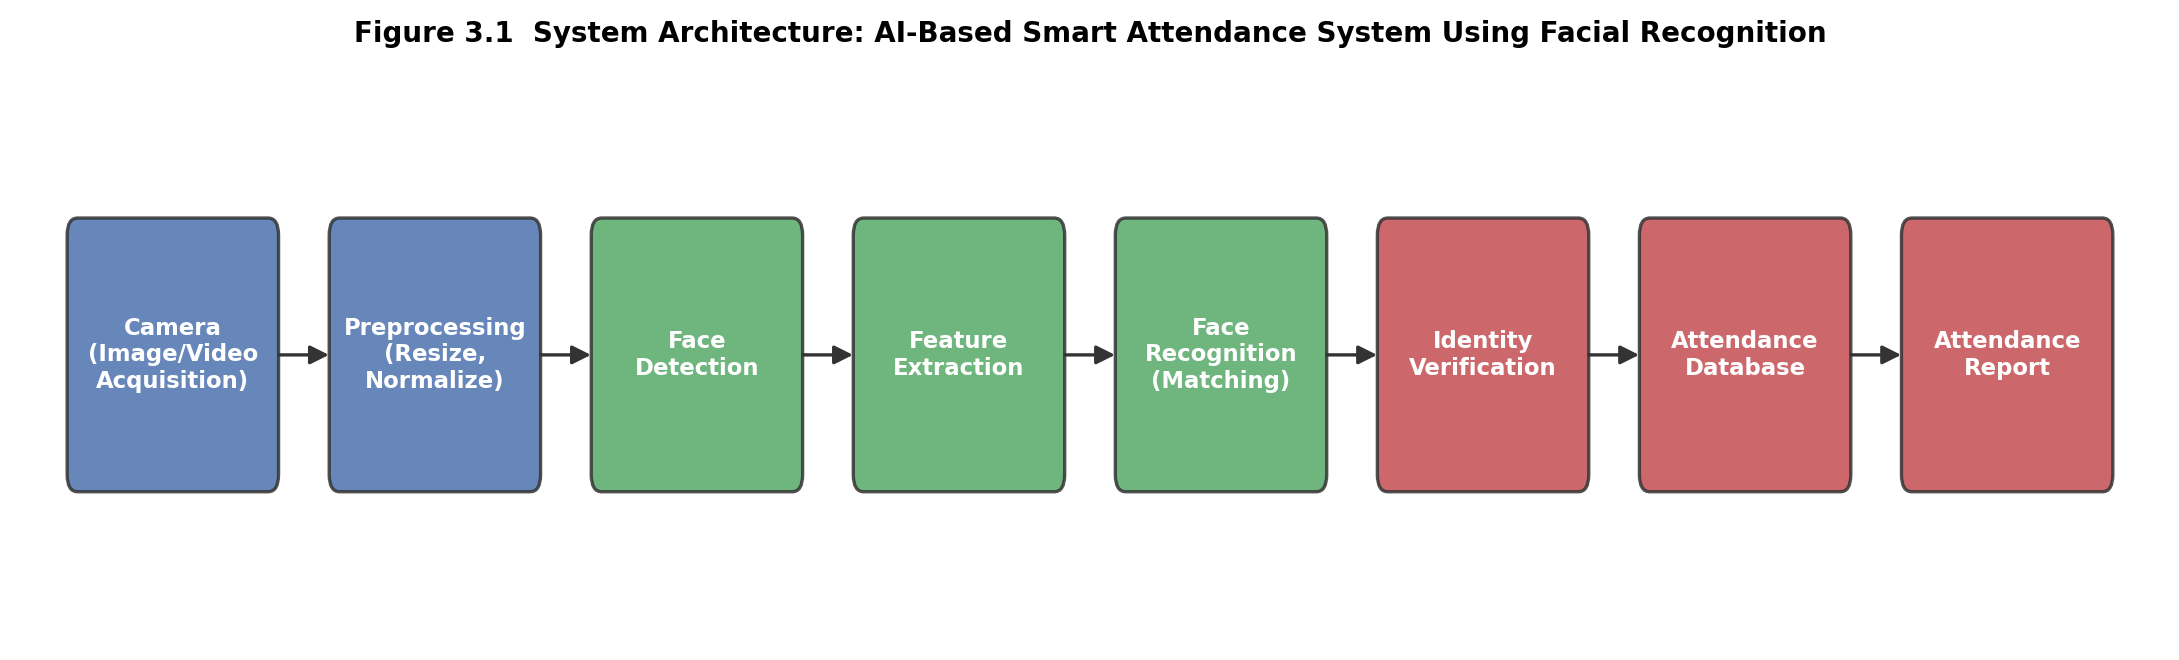 Figure 3.1  System Architecture: AI-Based Smart Attendance System Using Facial Recognition
Camera
(Image/Video
Acquisition)
Preprocessing
(Resize,
Normalize)
Face
Detection
Feature
Extraction
Face
Recognition
(Matching)
Identity
Verification
Attendance
Database
Attendance
Report